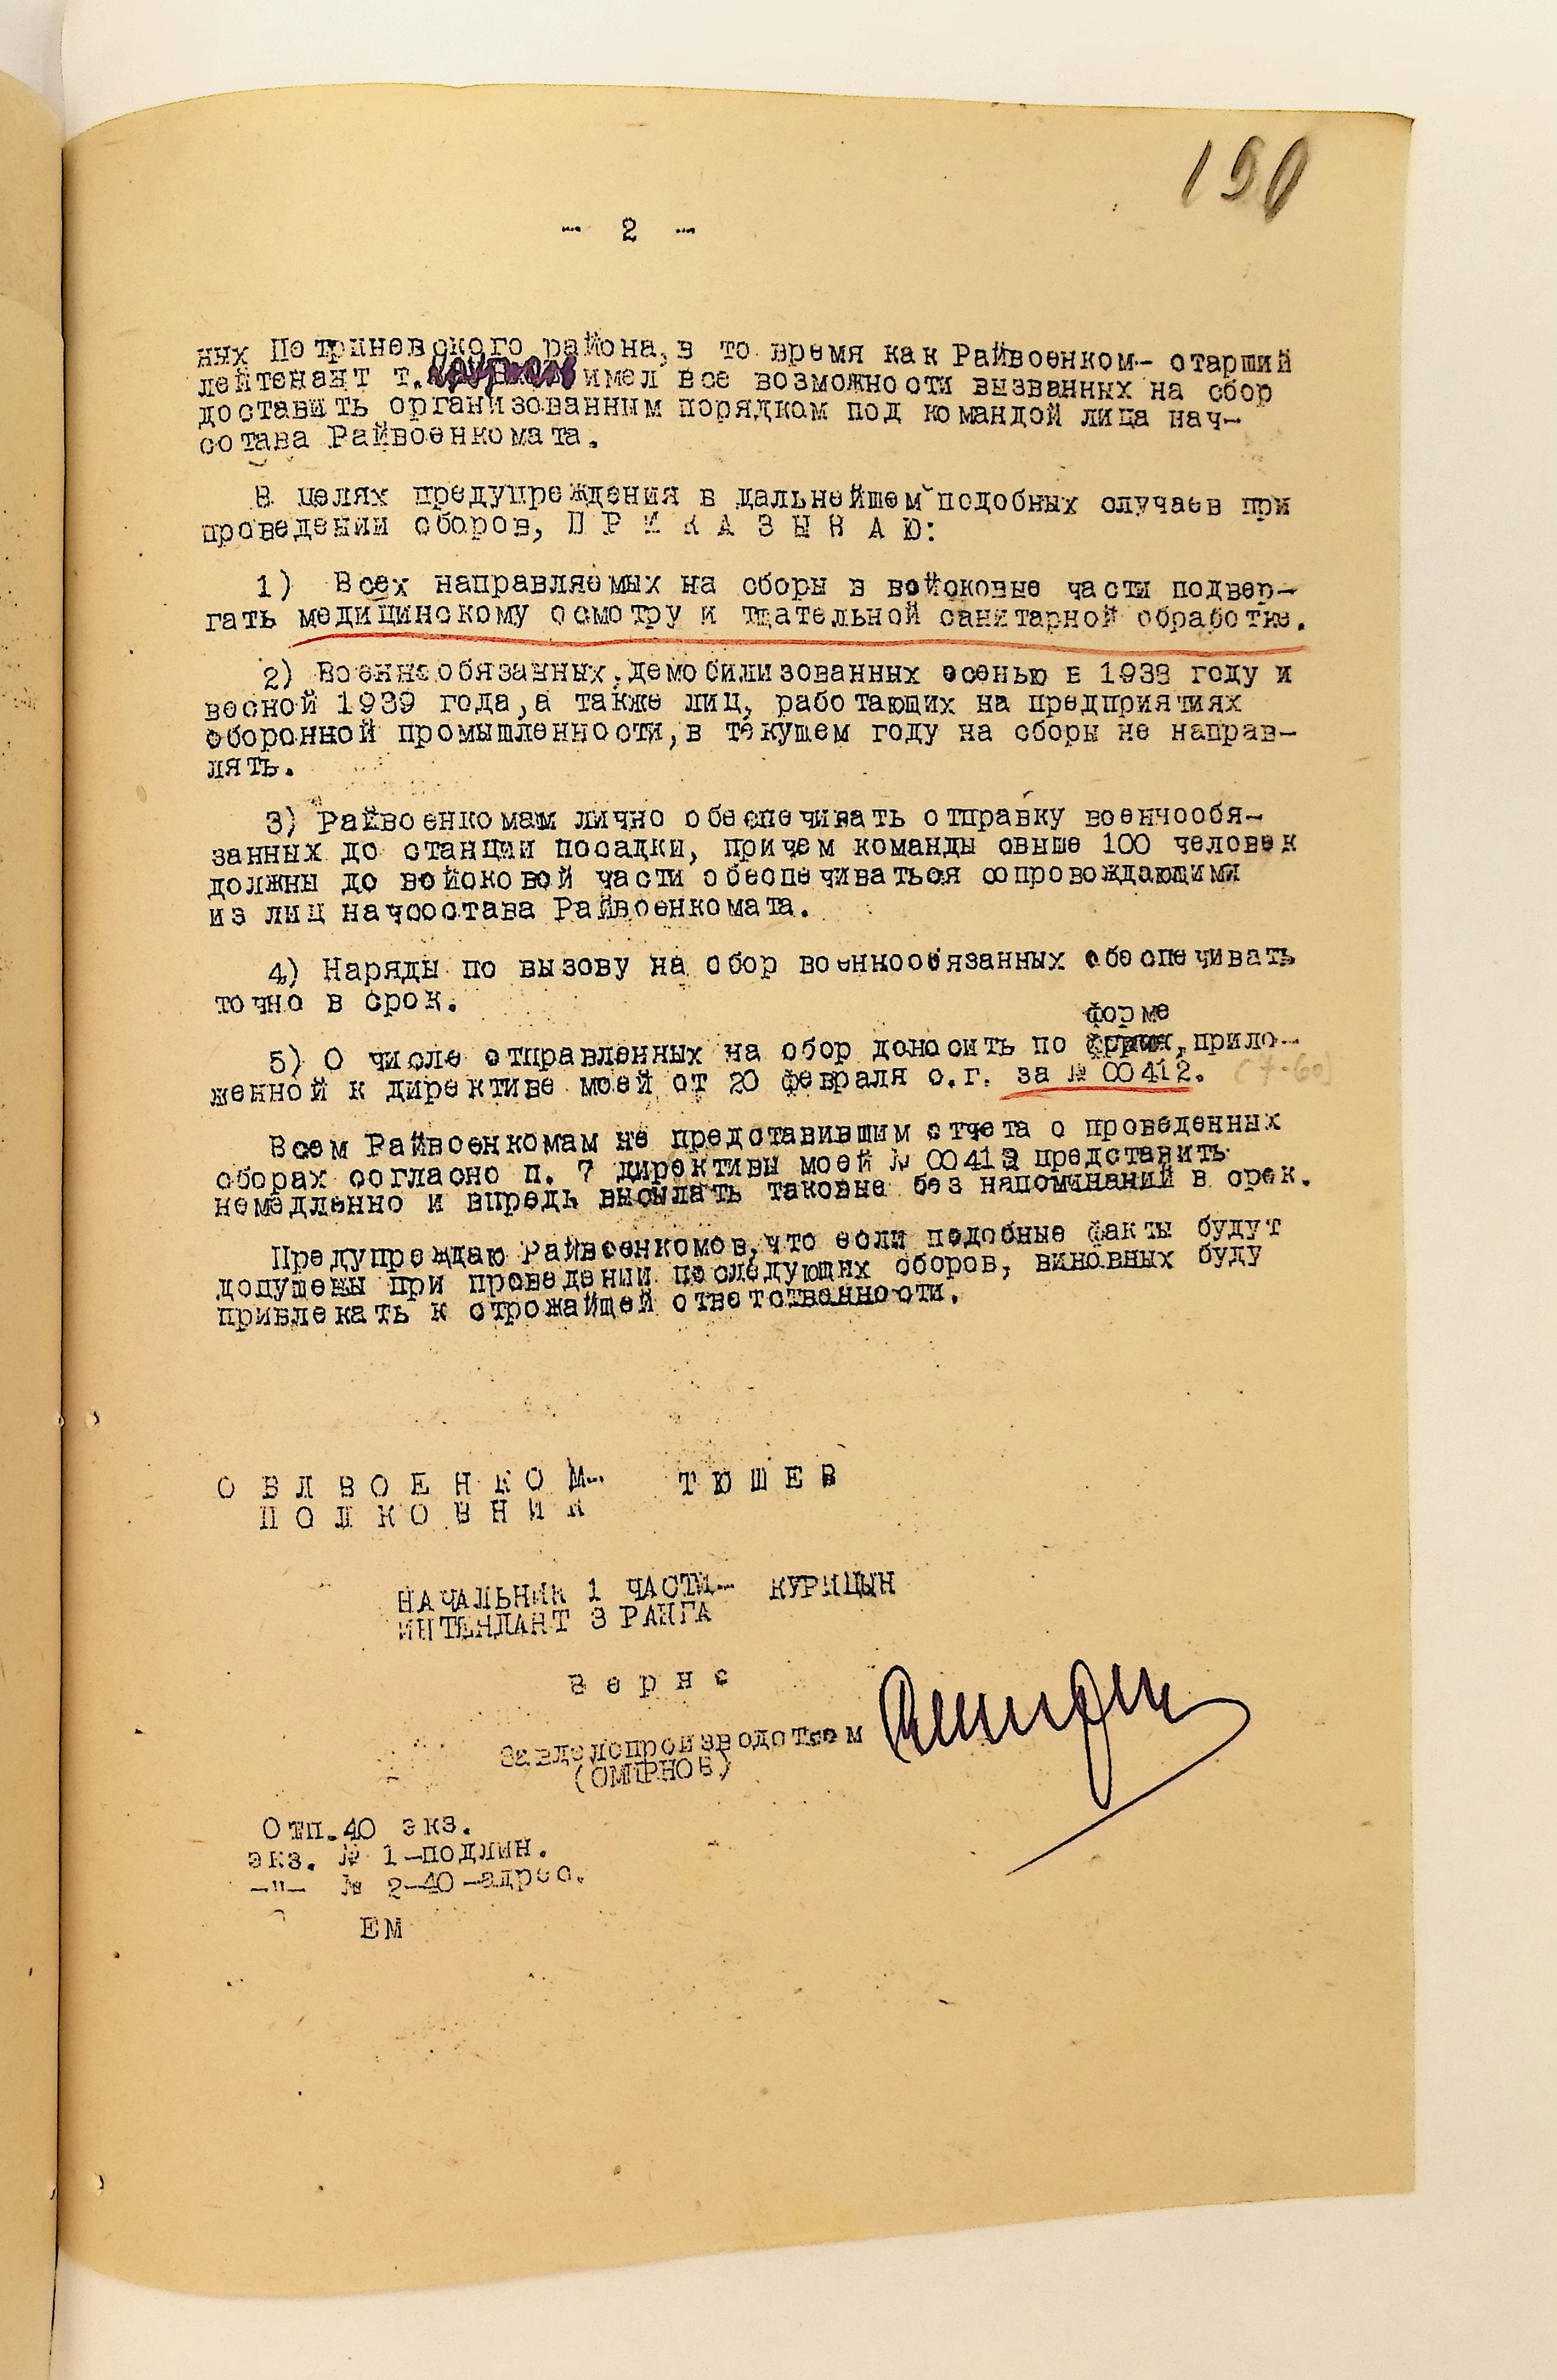 190
- 2 -
ных Петриневского района, в то время как Райвоенком- старший
лейтенант т. имел все возможности вызванных на сбор
доставить организованным порядком под командой лица нач-
состава Райвоенкомата.
В целях предупреждения в дальнейшем подобных случаев при
проведении сборов, П Р И К А З Ы В А Ю:
1) Всех направляемых на сборы в войсковые части подвер-
гать медицинскому осмотру и тщательной санитарной обработке.
2) Военнообязанных, демобилизованных осенью в 1938 году и
весной 1939 года, а также лиц, работающих на предприятиях
оборонной промышленности, в текущем году на сборы не направ-
лять.
3) Райвоенкомам лично обеспечивать отправку военнообя-
занных до станции посадки, причем команды свыше 100 человек
должны до войсковой части обеспечиваться сопровождающими
из лиц начсостава Райвоенкомата.
4) Наряды по вызову на сбор военнообязанных обеспечивать
точно в срок.
форме
5) О числе отправленных на сбор доносить по , прило-
женной к директиве моей от 20 февраля с.г. за № 00412. (7-60)
Всем Райвоенкомам не представившим отчета о проведенных
сборах согласно п. 7 директивы моей № 00412 представить
немедленно и впредь высылать таковые без напоминаний в срок.
Предупреждаю Райвоенкомов, что если подобные факты будут
допущены при проведении последующих сборов, виновных буду
привлекать к строжайшей ответственности.
О Б Л В О Е Н К О М- Т Ю Ш Е В
П О Л К О В Н И К
НАЧАЛЬНИК 1 ЧАСТИ- КУРИЦЫН
ИНТЕНДАНТ 3 РАНГА
В е р н о
Завделопроизводством
(СМИРНОВ)
Отп.40 экз.
экз. № 1-подлин.
-"- № 2-40-адрес.
ЕМ